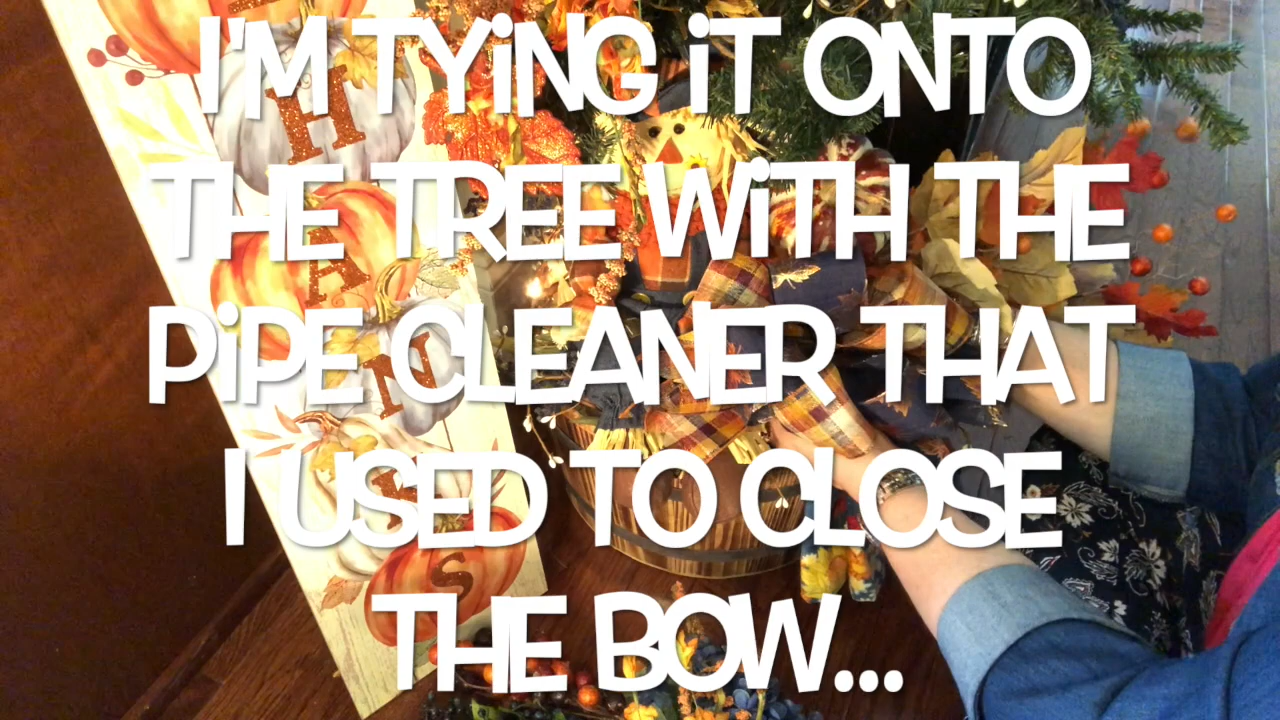 I'M TYiNG iT ONTO
THE TREE WiTH THE
PiPE CLEANER THAT
I USED TO CLOSE
THE BOW...
H
A
N
K
S